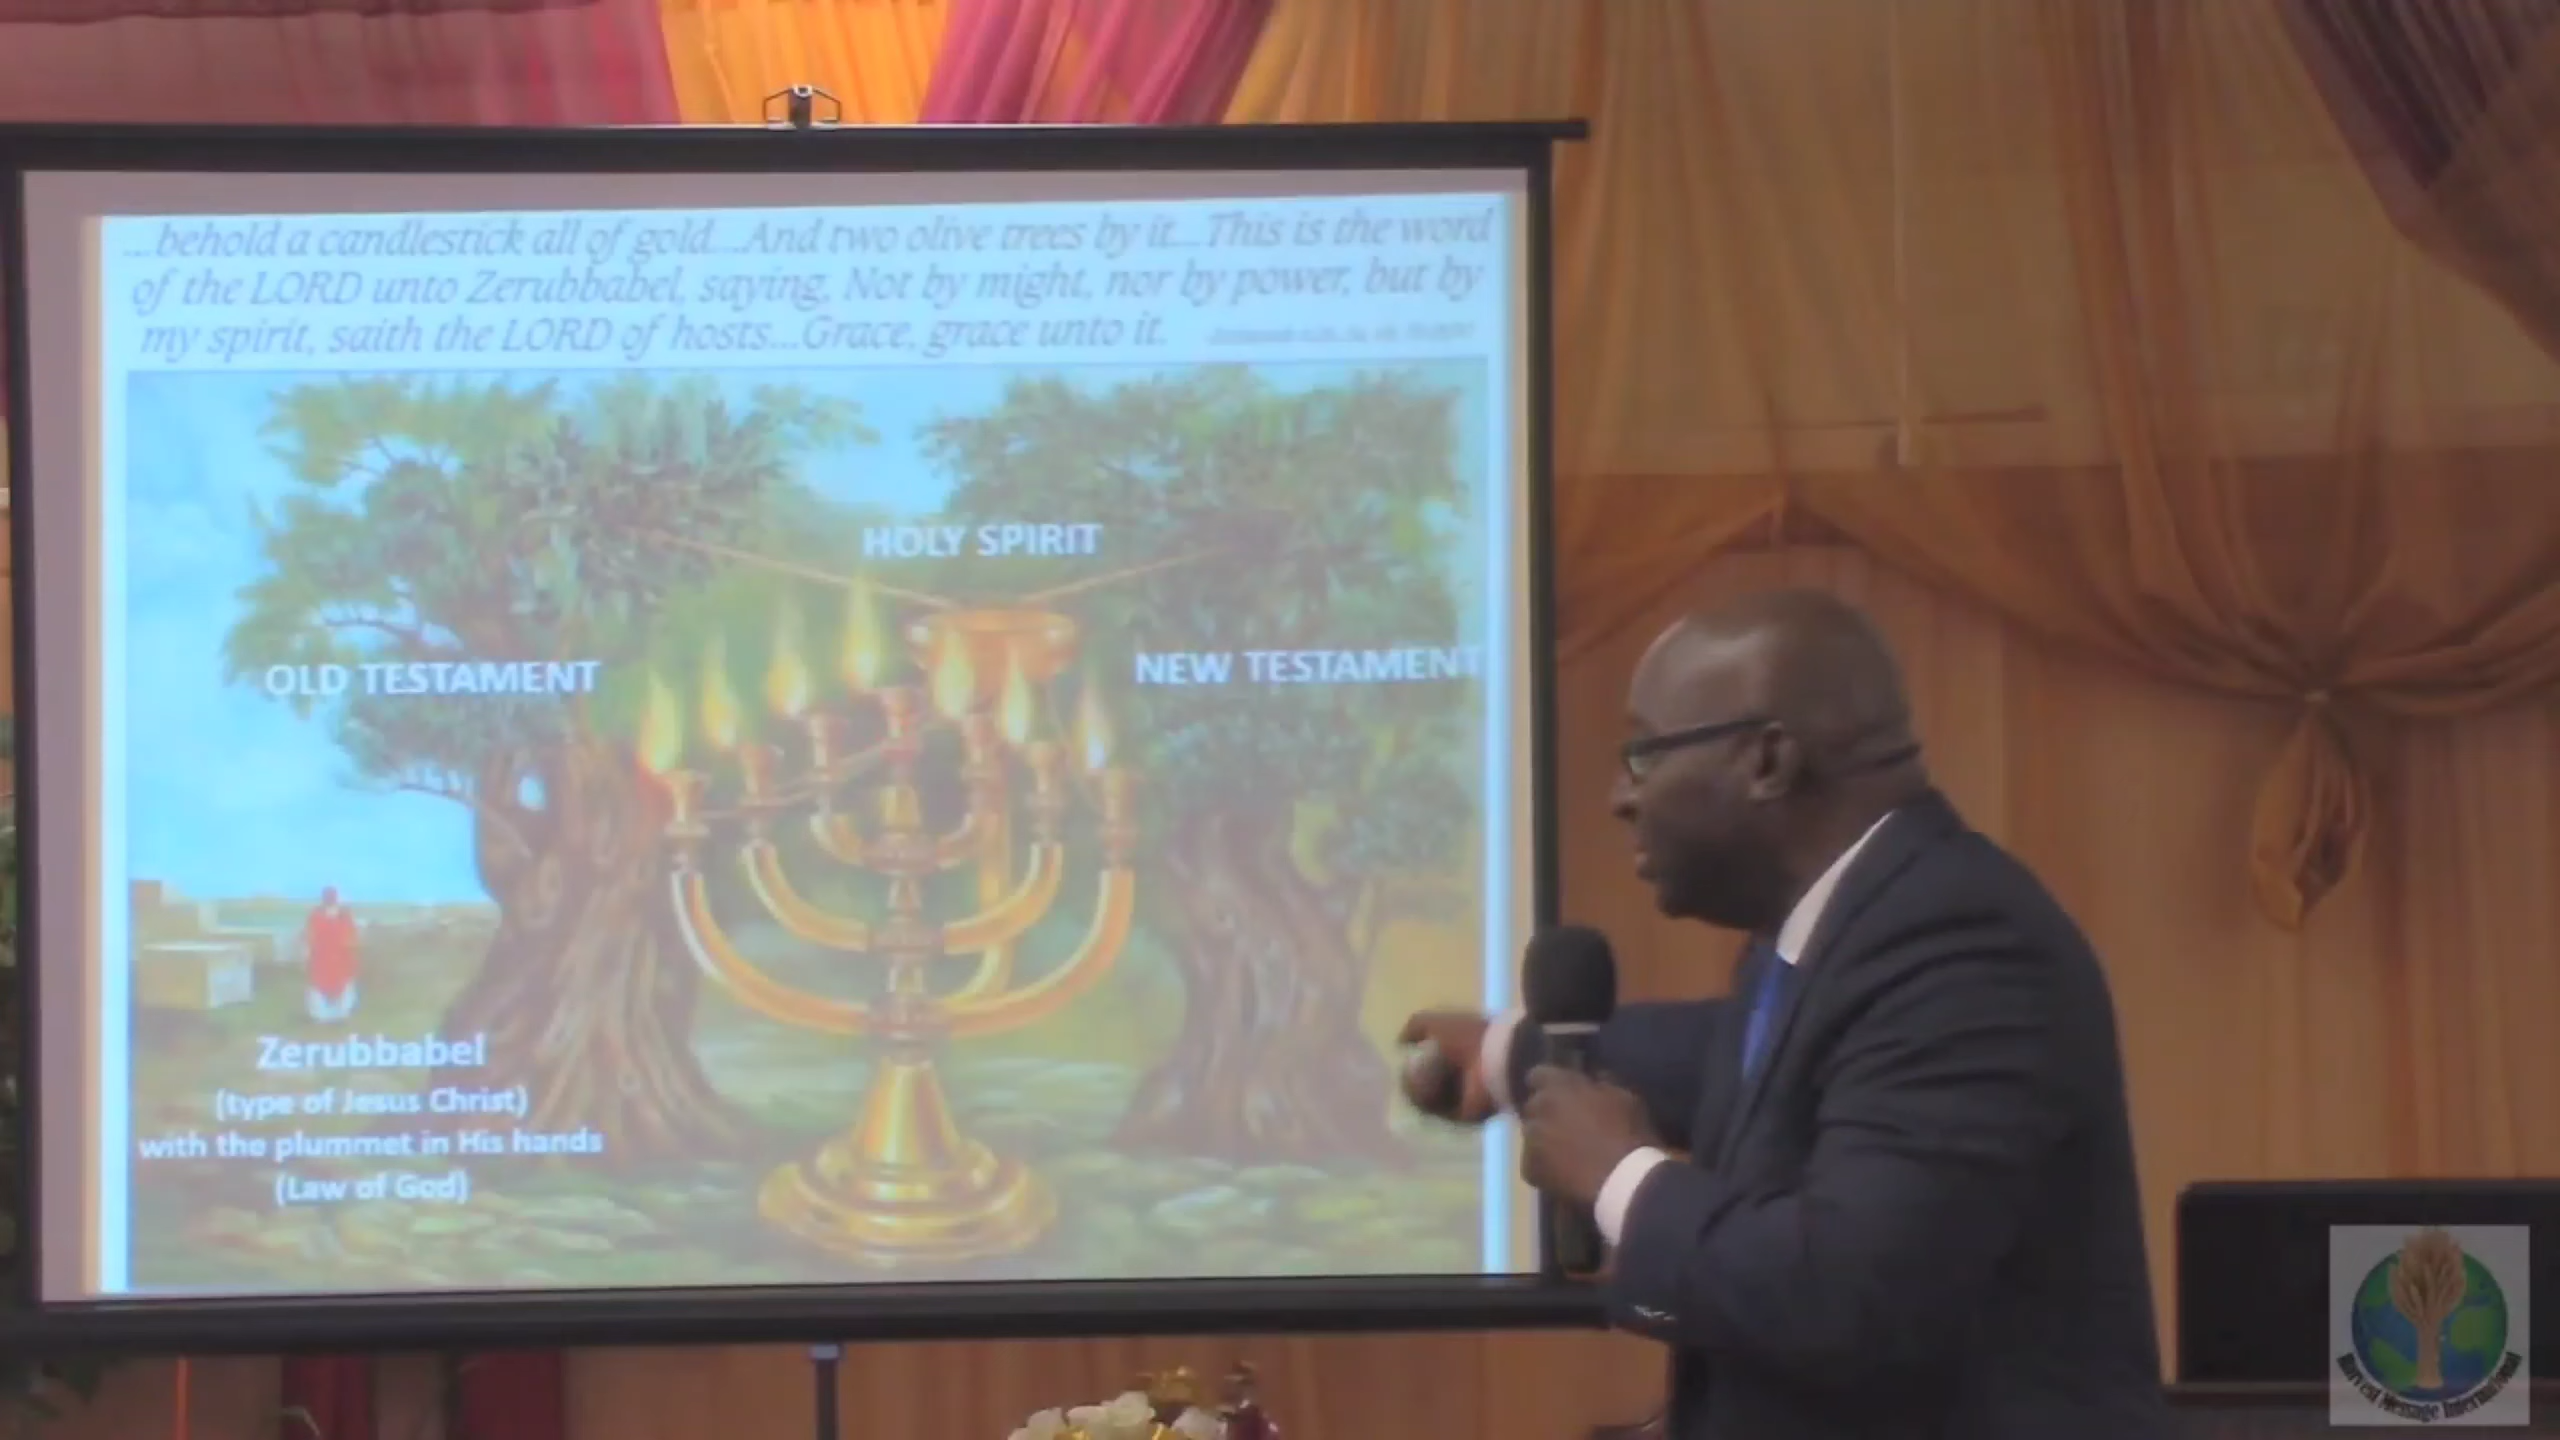 ...behold a candlestick all of gold...And two olive trees by it...This is the word
of the LORD unto Zerubbabel, saying, Not by might, nor by power, but by
my spirit, saith the LORD of hosts...Grace, grace unto it.
HOLY SPIRIT
OLD TESTAMENT
NEW TESTAMENT
Zerubbabel
(type of Jesus Christ)
with the plummet in His hands
(Law of God)
Harvest Message International